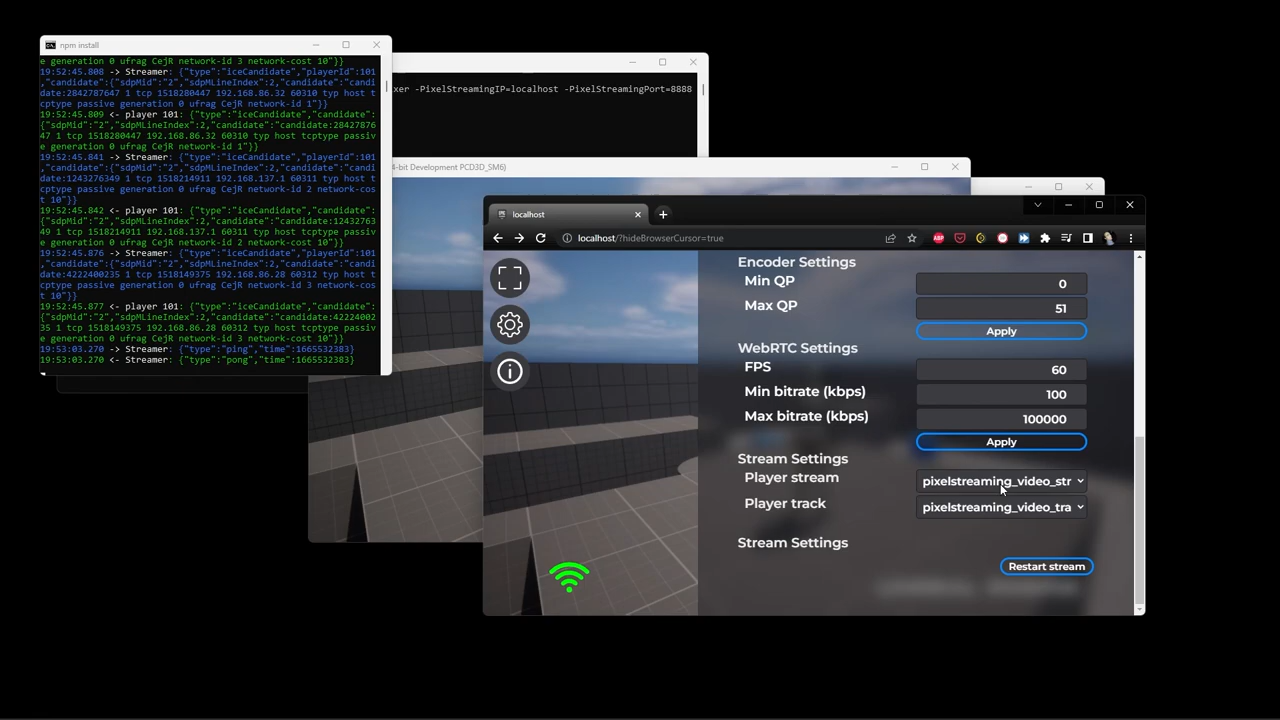 npm install
e generation 0 ufrag CejR network-id 3 network-cost 10"}}
19:52:45.808 -> Streamer: {"type":"iceCandidate","playerId":101
,"candidate":{"sdpMid":"2","sdpMLineIndex":2,"candidate":"candi
date:2842787647 1 tcp 1518280447 192.168.86.32 60310 typ host t
cptype passive generation 0 ufrag CejR network-id 1"}}
19:52:45.809 <- player 101: {"type":"iceCandidate","candidate":
{"sdpMid":"2","sdpMLineIndex":2,"candidate":"candidate:28427876
47 1 tcp 1518280447 192.168.86.32 60310 typ host tcptype passiv
e generation 0 ufrag CejR network-id 1"}}
19:52:45.841 -> Streamer: {"type":"iceCandidate","playerId":101
,"candidate":{"sdpMid":"2","sdpMLineIndex":2,"candidate":"candi
date:1243276349 1 tcp 1518214911 192.168.137.1 60311 typ host t
cptype passive generation 0 ufrag CejR network-id 2 network-cos
t 10"}}
19:52:45.842 <- player 101: {"type":"iceCandidate","candidate":
{"sdpMid":"2","sdpMLineIndex":2,"candidate":"candidate:12432763
49 1 tcp 1518214911 192.168.137.1 60311 typ host tcptype passiv
e generation 0 ufrag CejR network-id 2 network-cost 10"}}
19:52:45.876 -> Streamer: {"type":"iceCandidate","playerId":101
,"candidate":{"sdpMid":"2","sdpMLineIndex":2,"candidate":"candi
date:4222400235 1 tcp 1518149375 192.168.86.28 60312 typ host t
cptype passive generation 0 ufrag CejR network-id 3 network-cos
t 10"}}
19:52:45.877 <- player 101: {"type":"iceCandidate","candidate":
{"sdpMid":"2","sdpMLineIndex":2,"candidate":"candidate:42224002
35 1 tcp 1518149375 192.168.86.28 60312 typ host tcptype passiv
e generation 0 ufrag CejR network-id 3 network-cost 10"}}
19:53:03.270 -> Streamer: {"type":"ping","time":1665532383}
19:53:03.270 <- Streamer: {"type":"pong","time":1665532383}
xer -PixelStreamingIP=localhost -PixelStreamingPort=8888
4-bit Development PCD3D_SM6)
localhost
localhost/?hideBrowserCursor=true
ABP
Encoder Settings
Min QP 0
Max QP 51
Apply
WebRTC Settings
FPS 60
Min bitrate (kbps) 100
Max bitrate (kbps) 100000
Apply
Stream Settings
Player stream pixelstreaming_video_str
Player track pixelstreaming_video_tra
Stream Settings
Restart stream